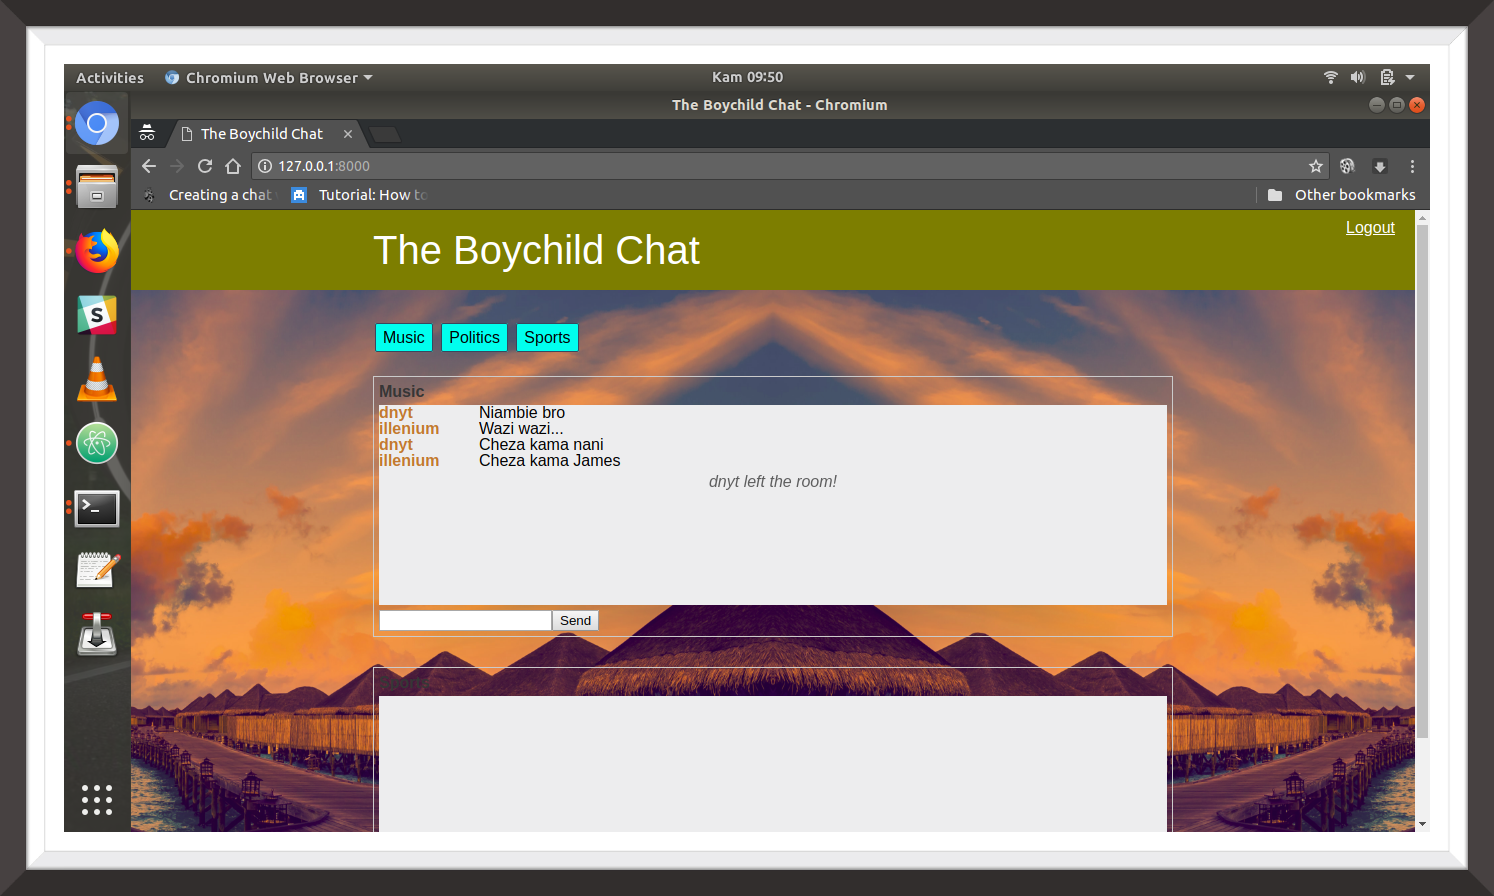 Activities Chromium Web Browser Kam 09:50
The Boychild Chat - Chromium
The Boychild Chat
127.0.0.1:8000
Creating a chat Tutorial: How to Other bookmarks
Logout
The Boychild Chat
Music Politics Sports
Music
dnyt Niambie bro
illenium Wazi wazi...
dnyt Cheza kama nani
illenium Cheza kama James
dnyt left the room!
Send
S